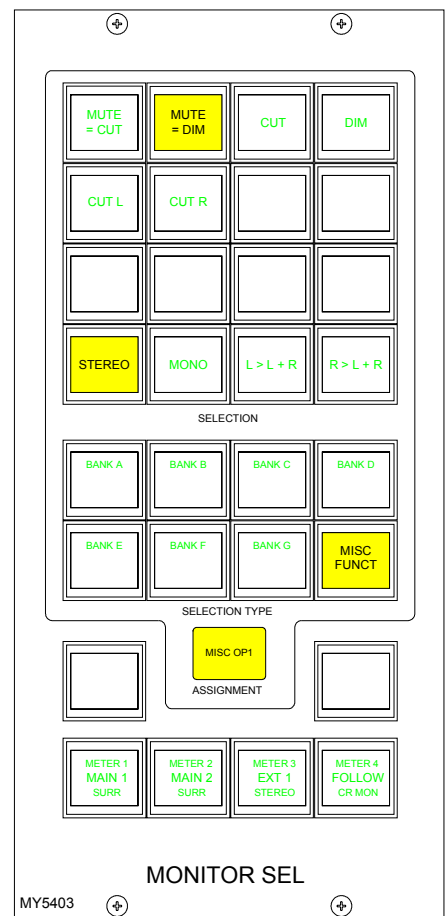 MUTE
= CUT
MUTE
= DIM
CUT
DIM
CUT L
CUT R
STEREO
MONO
L > L + R
R > L + R
SELECTION
BANK A
BANK B
BANK C
BANK D
BANK E
BANK F
BANK G
MISC
FUNCT
SELECTION TYPE
MISC OP1
ASSIGNMENT
METER 1
MAIN 1
SURR
METER 2
MAIN 2
SURR
METER 3
EXT 1
STEREO
METER 4
FOLLOW
CR MON
MONITOR SEL
MY5403